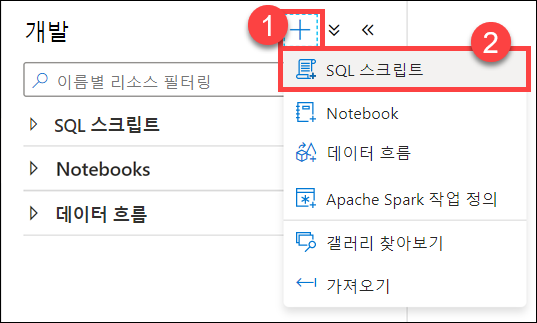 개발
1
2
이름별 리소스 필터링
SQL 스크립트
Notebooks
데이터 흐름
SQL 스크립트
Notebook
데이터 흐름
Apache Spark 작업 정의
갤러리 찾아보기
가져오기